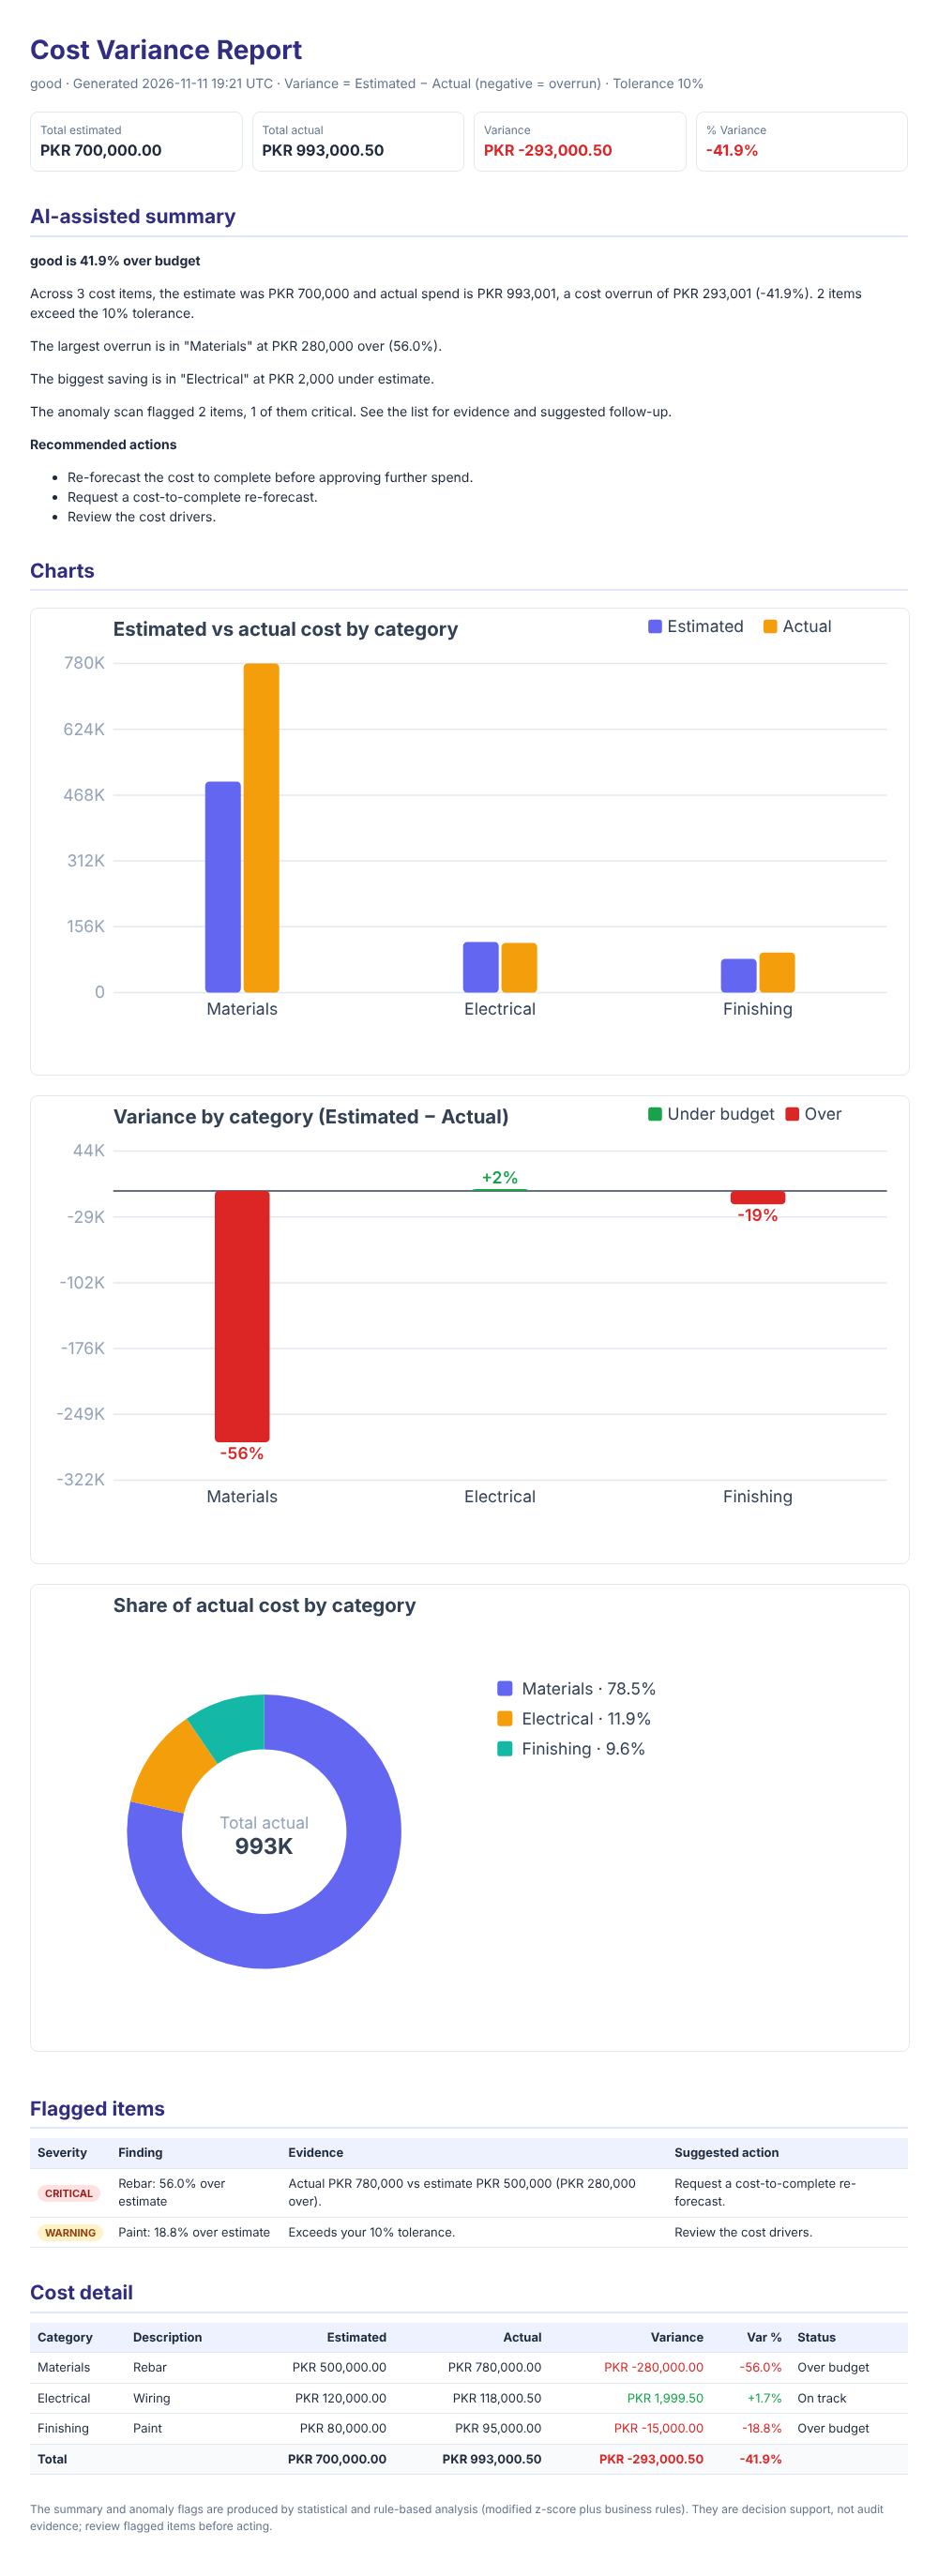 Cost Variance Report
good · Generated 2026-11-11 19:21 UTC · Variance = Estimated − Actual (negative = overrun) · Tolerance 10%
Total estimated
PKR 700,000.00
Total actual
PKR 993,000.50
Variance
PKR -293,000.50
% Variance
-41.9%
AI-assisted summary
good is 41.9% over budget
Across 3 cost items, the estimate was PKR 700,000 and actual spend is PKR 993,001, a cost overrun of PKR 293,001 (-41.9%). 2 items
exceed the 10% tolerance.
The largest overrun is in "Materials" at PKR 280,000 over (56.0%).
The biggest saving is in "Electrical" at PKR 2,000 under estimate.
The anomaly scan flagged 2 items, 1 of them critical. See the list for evidence and suggested follow-up.
Recommended actions
• Re-forecast the cost to complete before approving further spend.
• Request a cost-to-complete re-forecast.
• Review the cost drivers.
Charts
Estimated vs actual cost by category
Estimated Actual
780K
624K
468K
312K
156K
0
Materials Electrical Finishing
Variance by category (Estimated − Actual)
Under budget Over
44K
+2%
-29K
-19%
-102K
-176K
-249K
-56%
-322K
Materials Electrical Finishing
Share of actual cost by category
Materials · 78.5%
Electrical · 11.9%
Finishing · 9.6%
Total actual
993K
Flagged items
Severity Finding Evidence Suggested action
CRITICAL Rebar: 56.0% over estimate Actual PKR 780,000 vs estimate PKR 500,000 (PKR 280,000 over). Request a cost-to-complete re-forecast.
WARNING Paint: 18.8% over estimate Exceeds your 10% tolerance. Review the cost drivers.
Cost detail
Category Description Estimated Actual Variance Var % Status
Materials Rebar PKR 500,000.00 PKR 780,000.00 PKR -280,000.00 -56.0% Over budget
Electrical Wiring PKR 120,000.00 PKR 118,000.50 PKR 1,999.50 +1.7% On track
Finishing Paint PKR 80,000.00 PKR 95,000.00 PKR -15,000.00 -18.8% Over budget
Total PKR 700,000.00 PKR 993,000.50 PKR -293,000.50 -41.9%
The summary and anomaly flags are produced by statistical and rule-based analysis (modified z-score plus business rules). They are decision support, not audit
evidence; review flagged items before acting.